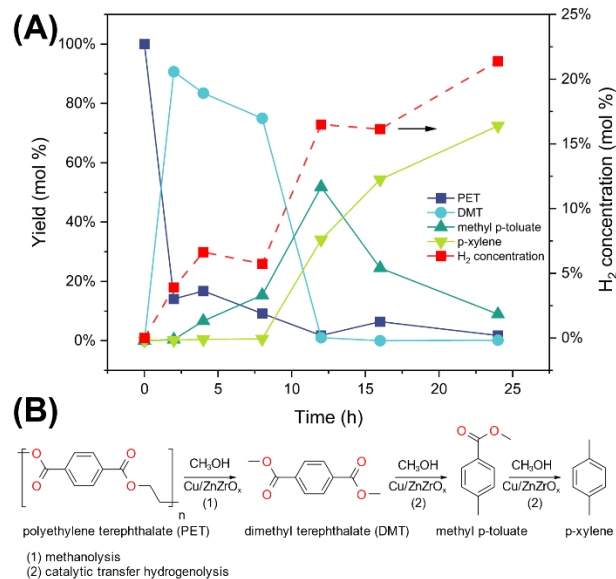 (A)
100%
80%
60%
40%
20%
0%
Yield (mol %)
25%
20%
15%
10%
5%
0%
H₂ concentration (mol %)
PET
DMT
methyl p-toluate
p-xylene
H₂ concentration
0 5 10 15 20 25
Time (h)
(B)
O O O O n
CH₃OH
Cu/ZnZrOₓ
(1)
O O O O
CH₃OH
Cu/ZnZrOₓ
(2)
O O
CH₃OH
Cu/ZnZrOₓ
(2)
polyethylene terephthalate (PET) dimethyl terephthalate (DMT) methyl p-toluate p-xylene
(1) methanolysis
(2) catalytic transfer hydrogenolysis